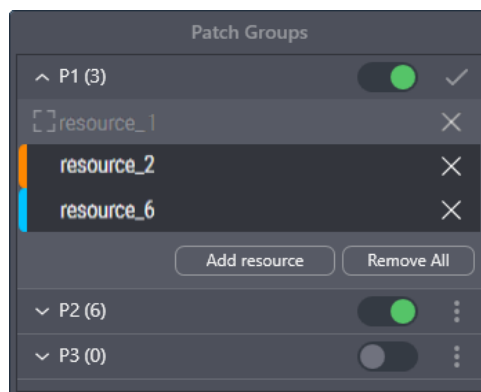 Patch Groups
P1 (3)
resource_1
resource_2
resource_6
Add resource Remove All
P2 (6)
P3 (0)